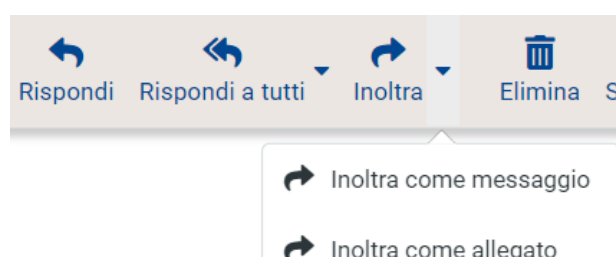 Rispondi Rispondi a tutti Inoltra Elimina S
Inoltra come messaggio
Inoltra come allegato